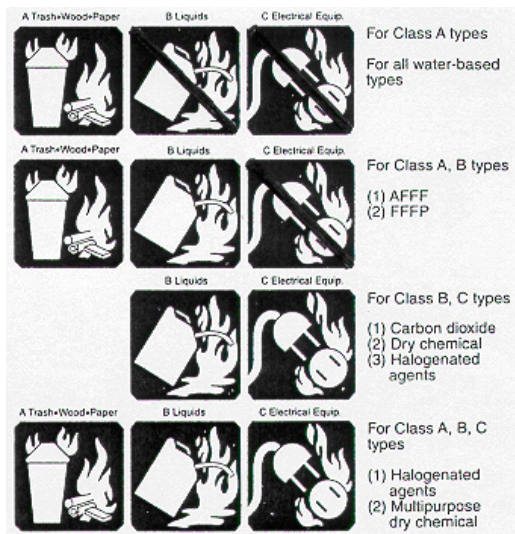 A Trash•Wood•Paper B Liquids C Electrical Equip.
For Class A types
For all water-based
types
A Trash•Wood•Paper B Liquids C Electrical Equip.
For Class A, B types
(1) AFFF
(2) FFFP
B Liquids C Electrical Equip.
For Class B, C types
(1) Carbon dioxide
(2) Dry chemical
(3) Halogenated
agents
A Trash•Wood•Paper B Liquids C Electrical Equip.
For Class A, B, C
types
(1) Halogenated
agents
(2) Multipurpose
dry chemical